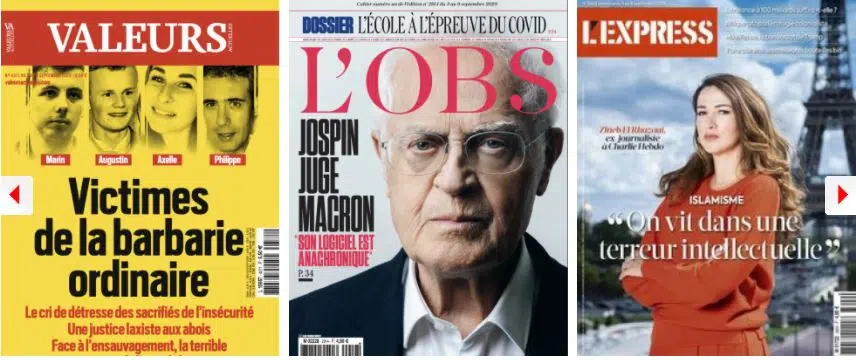 VALEURS
ACTUELLES
Marin
Augustin
Axelle
Philippe
Victimes
de la barbarie
ordinaire
Le cri de détresse des sacrifiés de l'insécurité
Une justice laxiste aux abois
Face à l'ensauvagement, la terrible
DOSSIER L'ÉCOLE À L'ÉPREUVE DU COVID
L'OBS
JOSPIN
JUGE
MACRON
"SON LOGICIEL EST
ANACHRONIQUE"
P. 34
L'EXPRESS
Zineb El Rhazoui,
ex journaliste
à Charlie Hebdo
ISLAMISME
“On vit dans une
terreur intellectuelle”